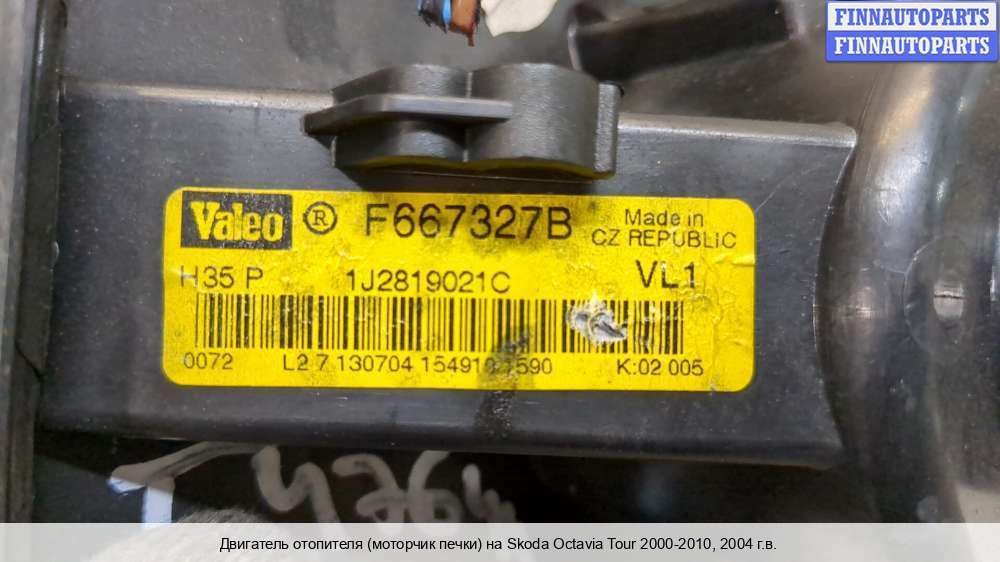 FINNAUTOPARTS
FINNAUTOPARTS
Valeo ® F667327B Made in
CZ REPUBLIC
H35 P 1J2819021C VL1
0072 L2 7 130704 K:02 005
Двигатель отопителя (моторчик печки) на Skoda Octavia Tour 2000-2010, 2004 г.в.